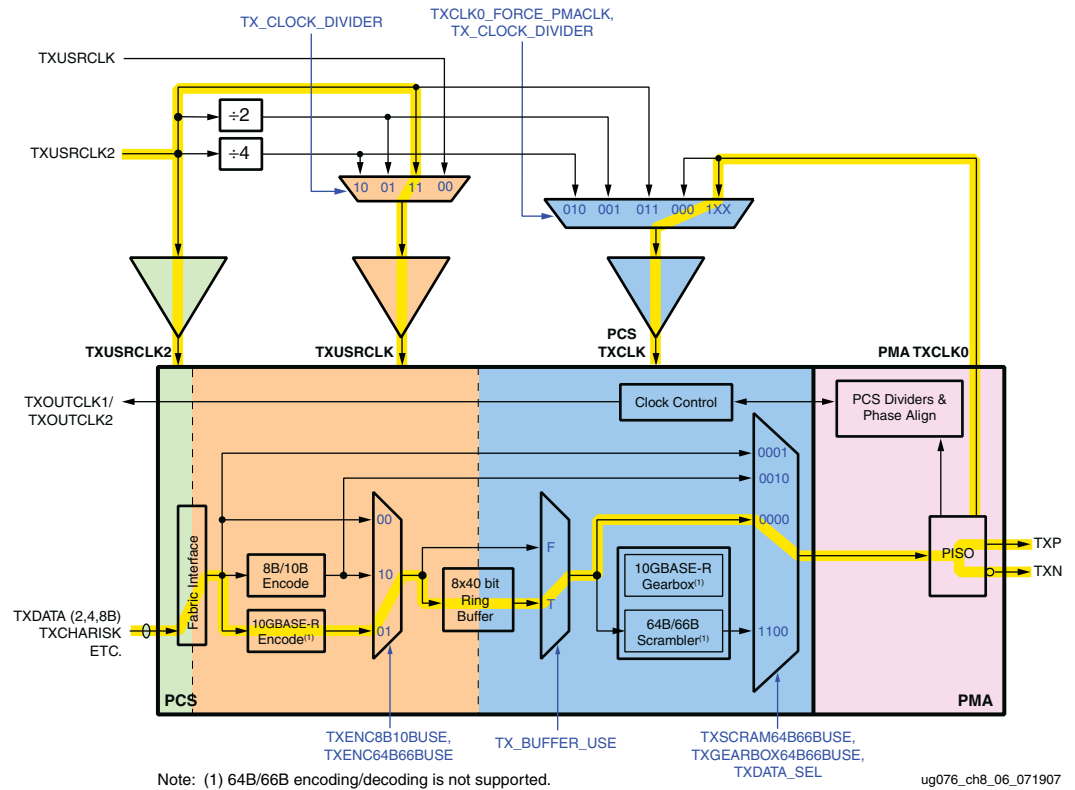 TX_CLOCK_DIVIDER
TXCLK0_FORCE_PMACLK,
TX_CLOCK_DIVIDER
TXUSRCLK
÷2
TXUSRCLK2
÷4
10 01 11 00
010 001 011 000 1XX
TXUSRCLK2
TXUSRCLK
PCS
TXCLK
PMA TXCLK0
TXOUTCLK1/
TXOUTCLK2
Clock Control
PCS Dividers &
Phase Align
0001
0010
00
0000
Fabric Interface
8B/10B
Encode
10
F
10GBASE-R
Gearbox(1)
PISO
TXP
TXN
8x40 bit
Ring
Buffer
T
TXDATA (2,4,8B)
TXCHARISK
ETC.
10GBASE-R
Encode(1)
01
64B/66B
Scrambler(1)
1100
PCS
PMA
TXENC8B10BUSE,
TXENC64B66BUSE
TX_BUFFER_USE
TXSCRAM64B66BUSE,
TXGEARBOX64B66BUSE,
TXDATA_SEL
Note: (1) 64B/66B encoding/decoding is not supported.
ug076_ch8_06_071907